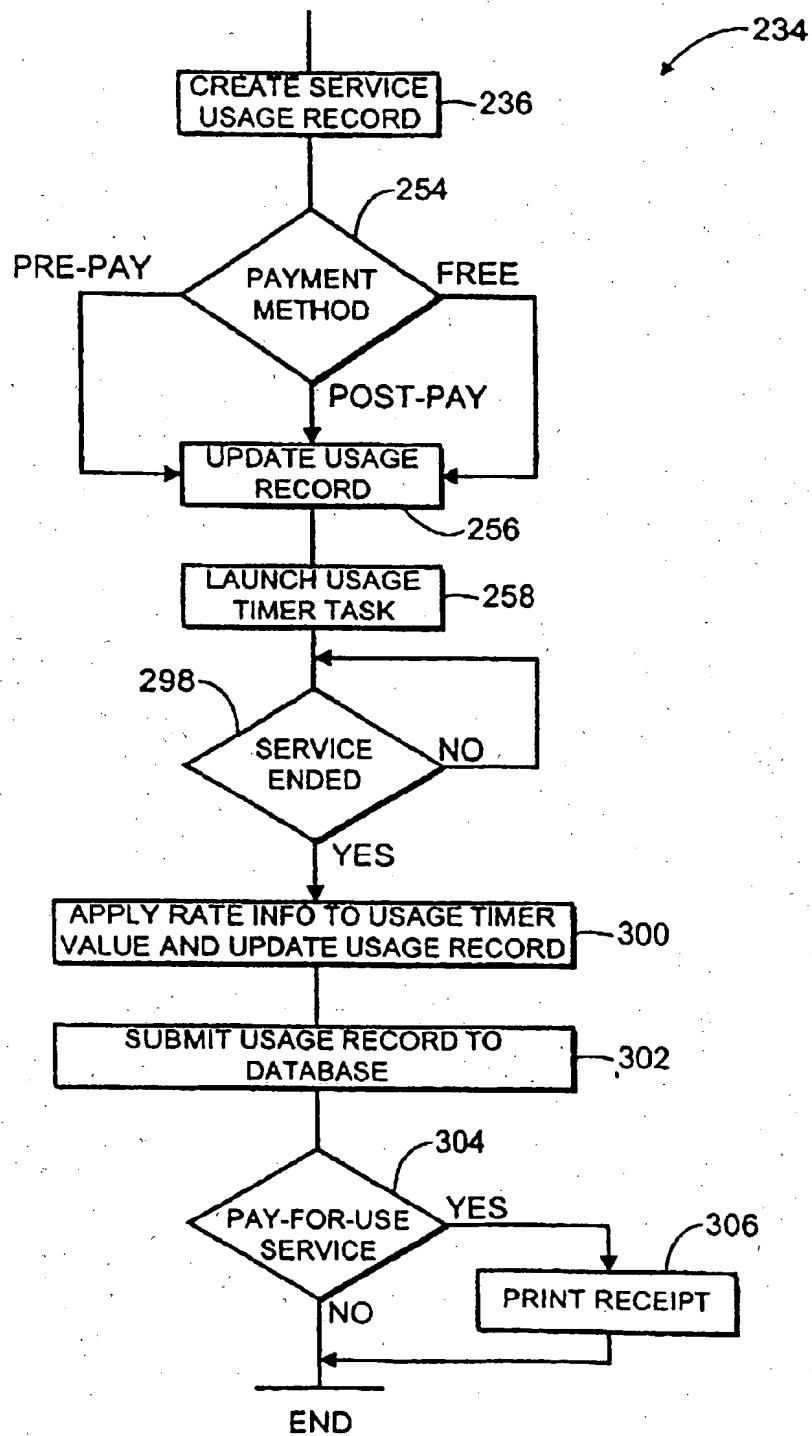 234
CREATE SERVICE
USAGE RECORD
236
254
PRE-PAY
PAYMENT
METHOD
FREE
POST-PAY
UPDATE USAGE
RECORD
256
LAUNCH USAGE
TIMER TASK
258
298
SERVICE
ENDED
NO
YES
APPLY RATE INFO TO USAGE TIMER
VALUE AND UPDATE USAGE RECORD
300
SUBMIT USAGE RECORD TO
DATABASE
302
304
PAY-FOR-USE
SERVICE
YES
306
PRINT RECEIPT
NO
END